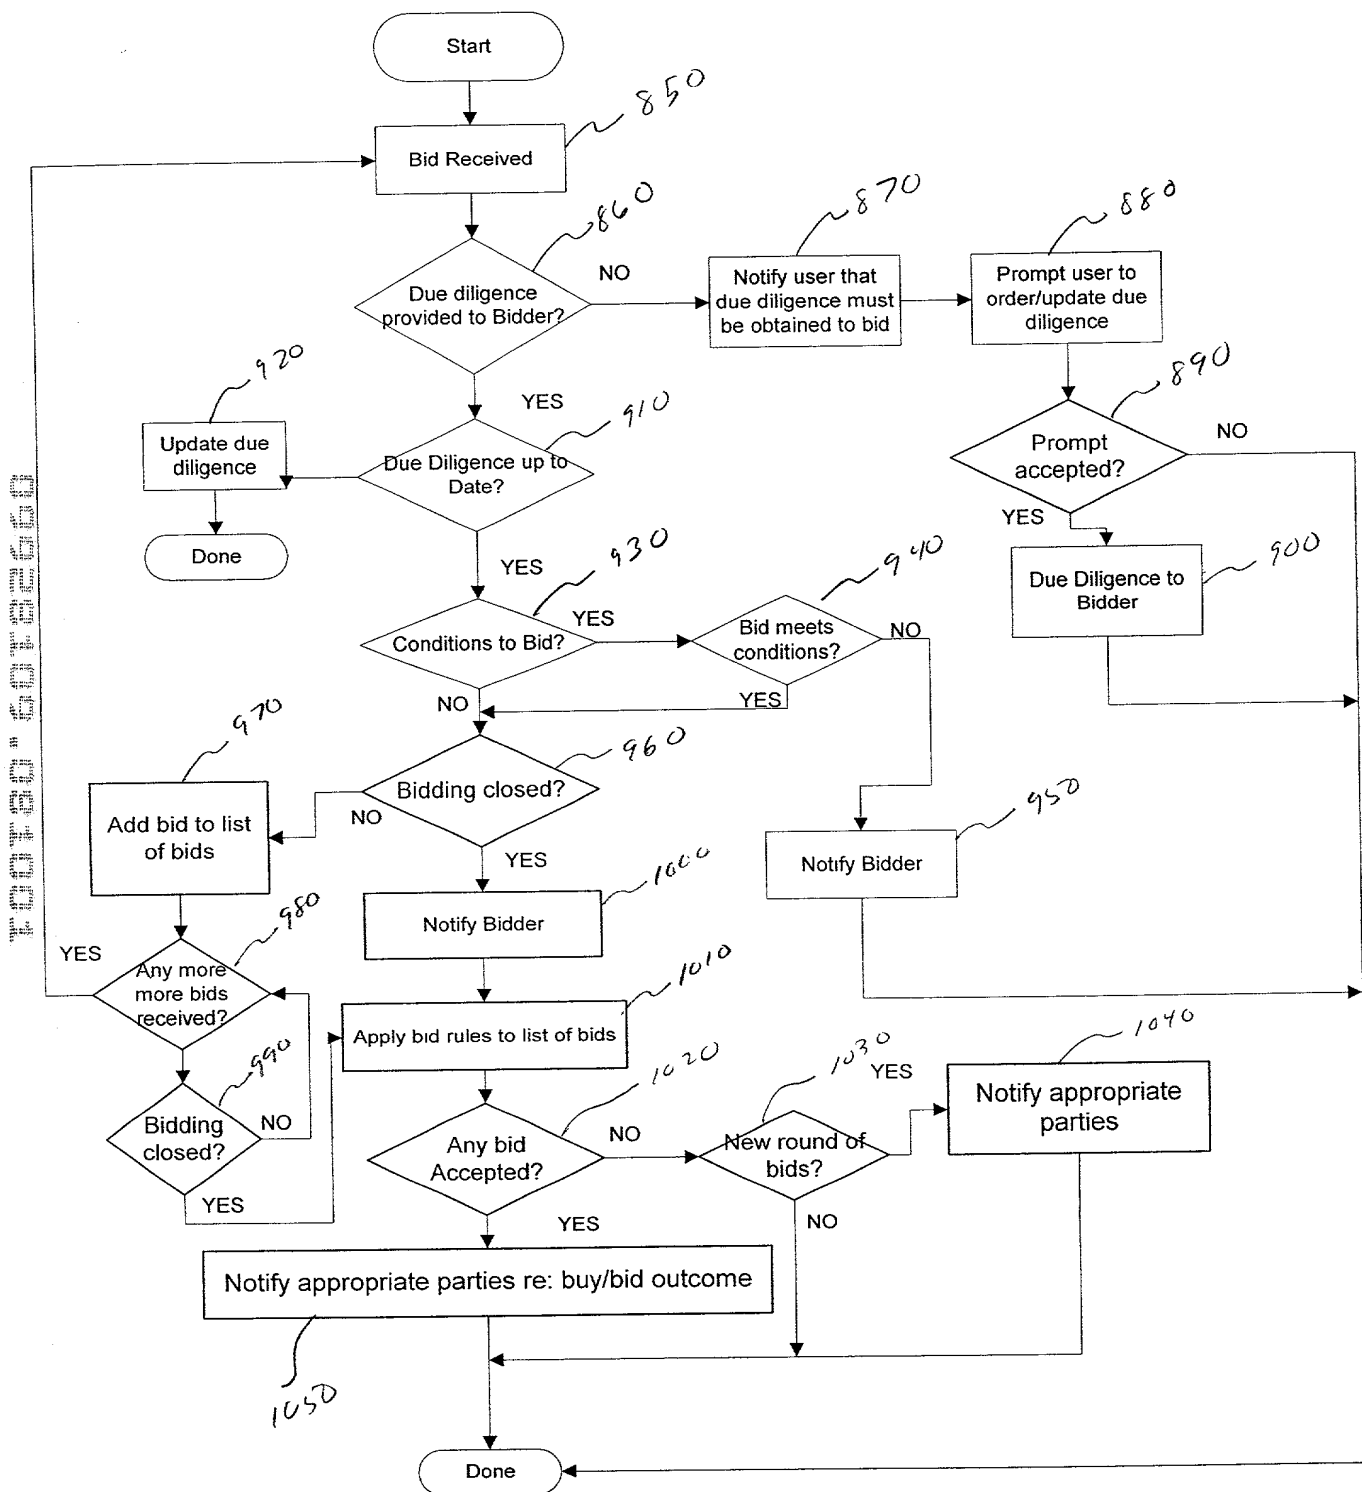 Start
850
Bid Received
860
870
880
NO
Due diligence
provided to Bidder?
Notify user that
due diligence must
be obtained to bid
Prompt user to
order/update due
diligence
920
YES
910
890
Update due
diligence
Due Diligence up to
Date?
Prompt
accepted?
NO
Done
YES
930
940
YES
900
Due Diligence to
Bidder
Conditions to Bid?
YES
Bid meets
conditions?
NO
NO
YES
970
960
Add bid to list
of bids
Bidding closed?
NO
950
YES
1000
Notify Bidder
Notify Bidder
980
YES
Any more
more bids
received?
1010
Apply bid rules to list of bids
990
1020
1030
1040
YES
Bidding
closed?
NO
Any bid
Accepted?
NO
New round of
bids?
Notify appropriate
parties
YES
YES
NO
Notify appropriate parties re: buy/bid outcome
1050
Done